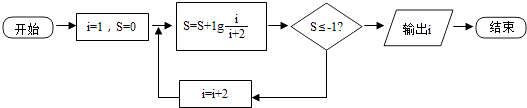 开始
i=1，S=0
S=S+1g i/i+2
S≤-1?
输出i
结束
i=i+2